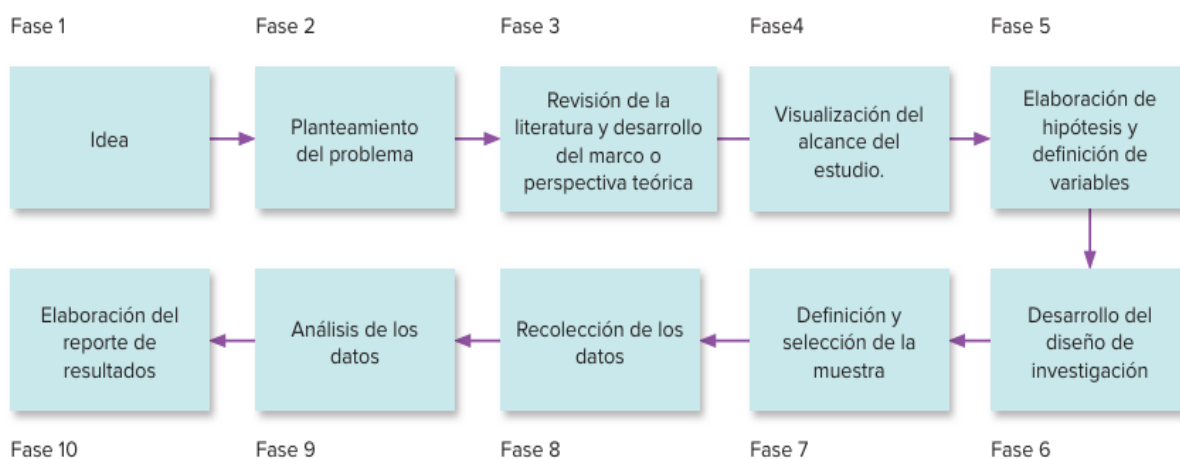 Fase 1
Fase 2
Fase 3
Fase4
Fase 5
Idea
Planteamiento
del problema
Revisión de la
literatura y desarrollo
del marco o
perspectiva teórica
Visualización del
alcance del
estudio.
Elaboración de
hipótesis y
definición de
variables
Desarrollo del
diseño de
investigación
Definición y
selección de la
muestra
Recolección de los
datos
Análisis de los
datos
Elaboración del
reporte de
resultados
Fase 10
Fase 9
Fase 8
Fase 7
Fase 6